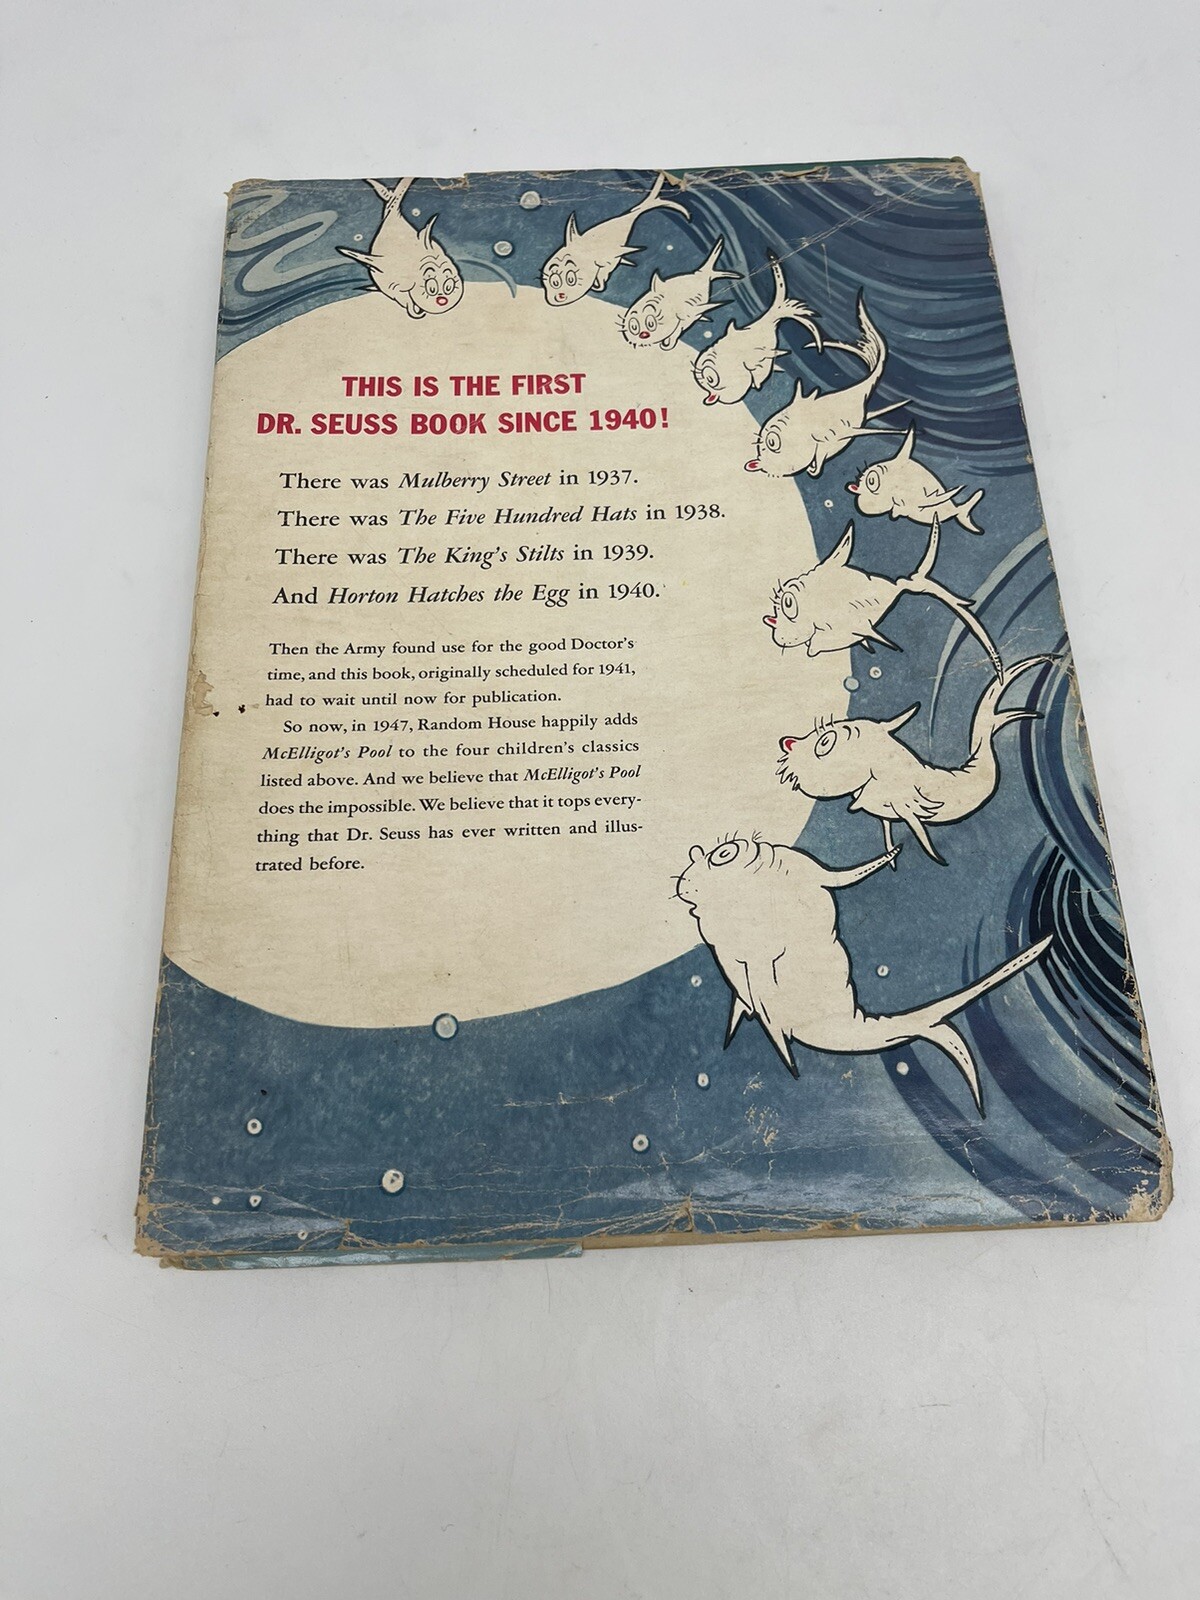 THIS IS THE FIRST
DR. SEUSS BOOK SINCE 1940!
There was Mulberry Street in 1937.
There was The Five Hundred Hats in 1938.
There was The King's Stilts in 1939.
And Horton Hatches the Egg in 1940.
Then the Army found use for the good Doctor's
time, and this book, originally scheduled for 1941,
had to wait until now for publication.
So now, in 1947, Random House happily adds
McElligot's Pool to the four children's classics
listed above. And we believe that McElligot's Pool
does the impossible. We believe that it tops every-
thing that Dr. Seuss has ever written and illus-
trated before.